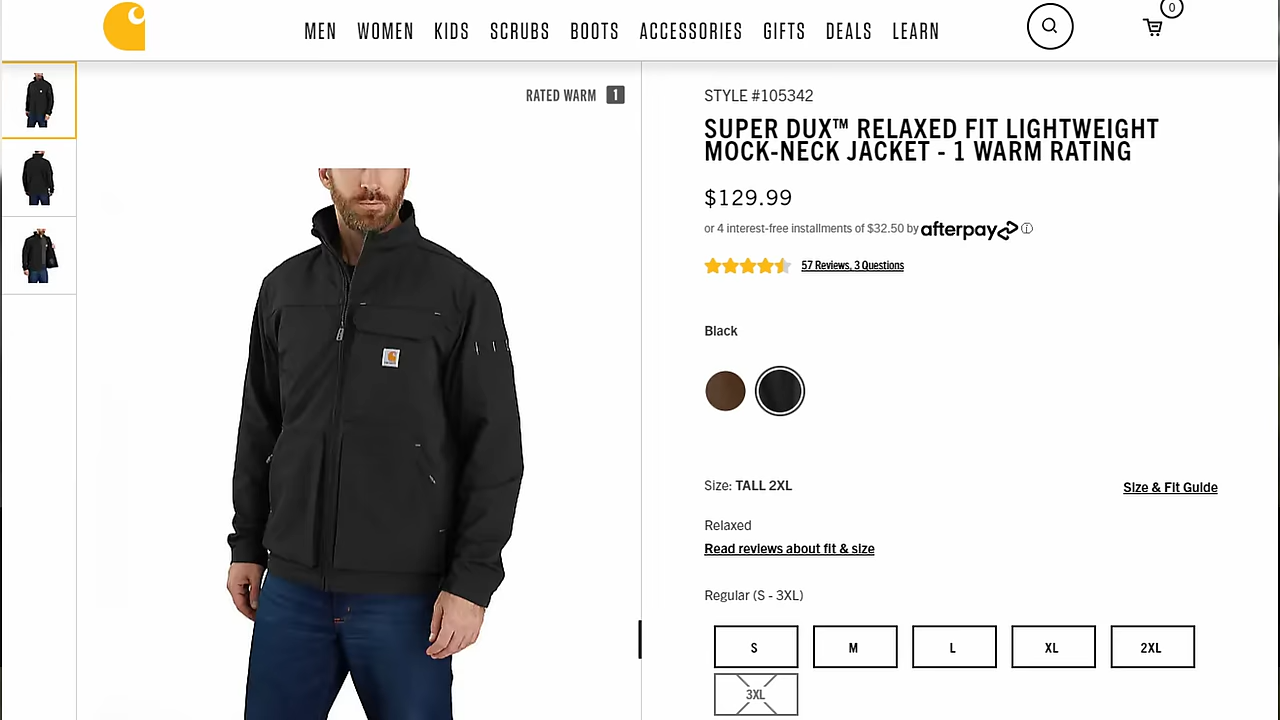 MEN WOMEN KIDS SCRUBS BOOTS ACCESSORIES GIFTS DEALS LEARN
0
RATED WARM 1
STYLE #105342
SUPER DUX™ RELAXED FIT LIGHTWEIGHT
MOCK-NECK JACKET - 1 WARM RATING
$129.99
or 4 interest-free installments of $32.50 by afterpay
57 Reviews, 3 Questions
Black
Size: TALL 2XL
Size & Fit Guide
Relaxed
Read reviews about fit & size
Regular (S - 3XL)
S M L XL 2XL
3XL